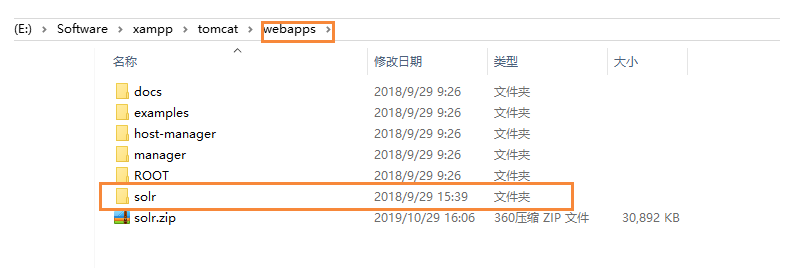 (E:) > Software > xampp > tomcat > webapps >
名称 修改日期 类型 大小
docs 2018/9/29 9:26 文件夹
examples 2018/9/29 9:26 文件夹
host-manager 2018/9/29 9:26 文件夹
manager 2018/9/29 9:26 文件夹
ROOT 2018/9/29 9:26 文件夹
solr 2018/9/29 15:39 文件夹
solr.zip 2019/10/29 16:06 360压缩 ZIP 文件 30,892 KB